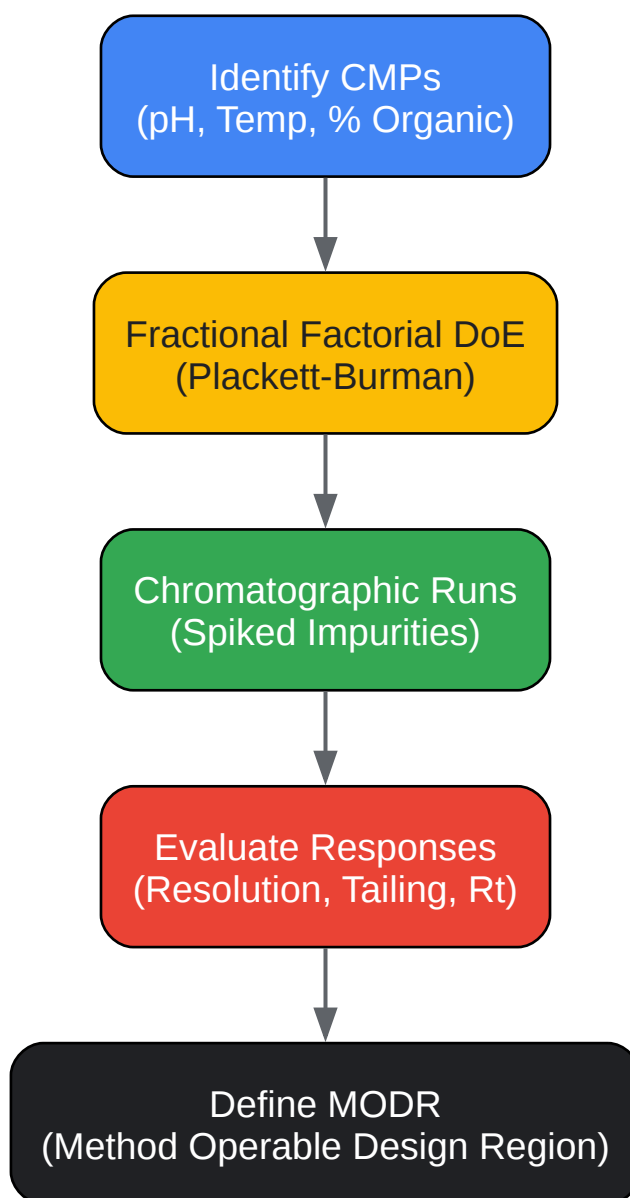 Identify CMPs
(pH, Temp, % Organic)
Fractional Factorial DoE
(Plackett-Burman)
Chromatographic Runs
(Spiked Impurities)
Evaluate Responses
(Resolution, Tailing, Rt)
Define MODR
(Method Operable Design Region)